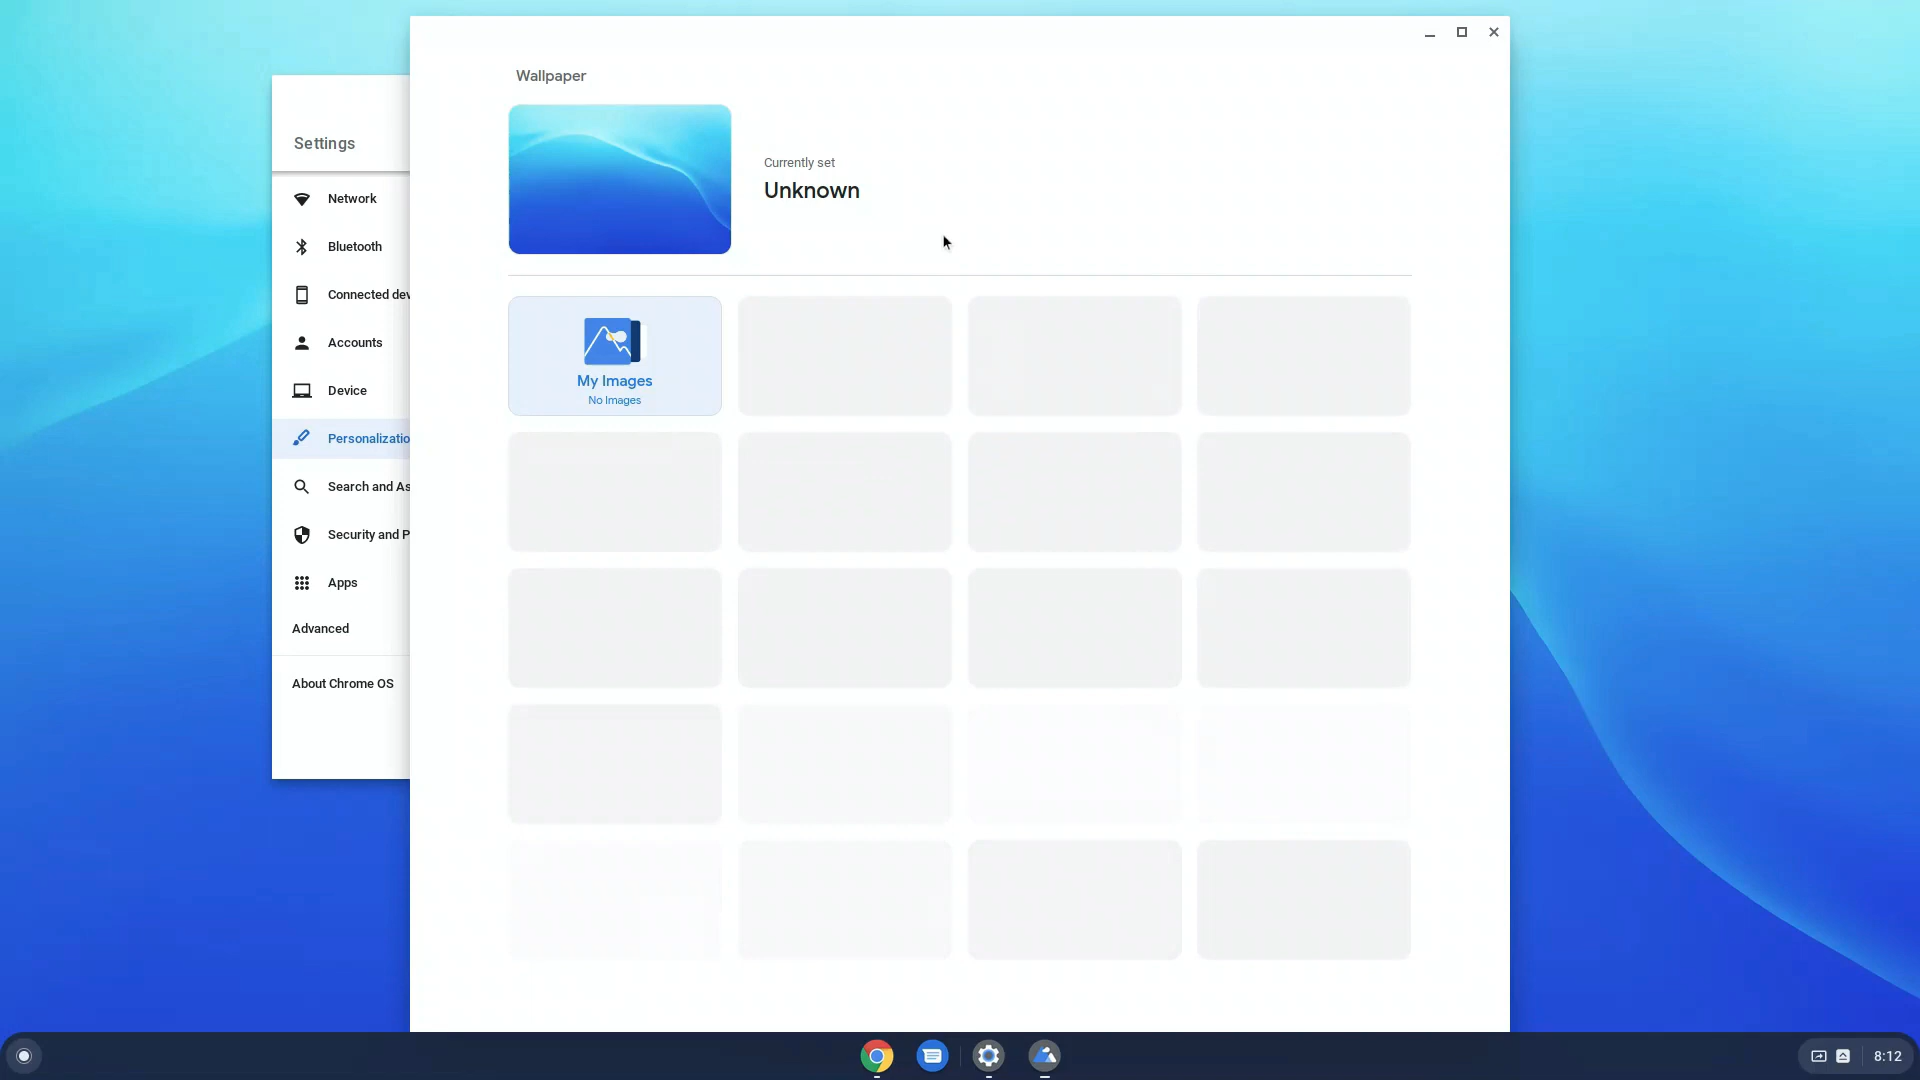 Wallpaper
Currently set
Unknown
My Images
No Images
Settings
Network
Bluetooth
Connected dev
Accounts
Device
Personalizatio
Search and As
Security and P
Apps
Advanced
About Chrome OS
8:12